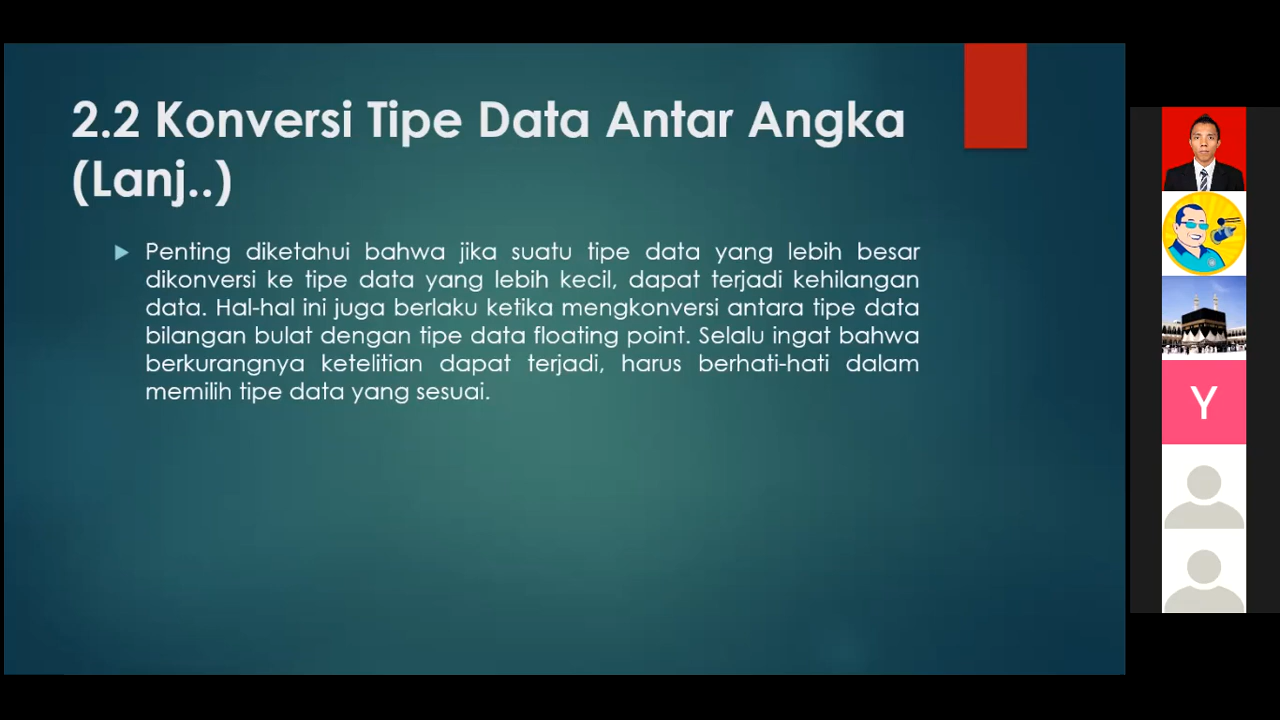 2.2 Konversi Tipe Data Antar Angka
(Lanj..)
Penting diketahui bahwa jika suatu tipe data yang lebih besar
dikonversi ke tipe data yang lebih kecil, dapat terjadi kehilangan
data. Hal-hal ini juga berlaku ketika mengkonversi antara tipe data
bilangan bulat dengan tipe data floating point. Selalu ingat bahwa
berkurangnya ketelitian dapat terjadi, harus berhati-hati dalam
memilih tipe data yang sesuai.
Y